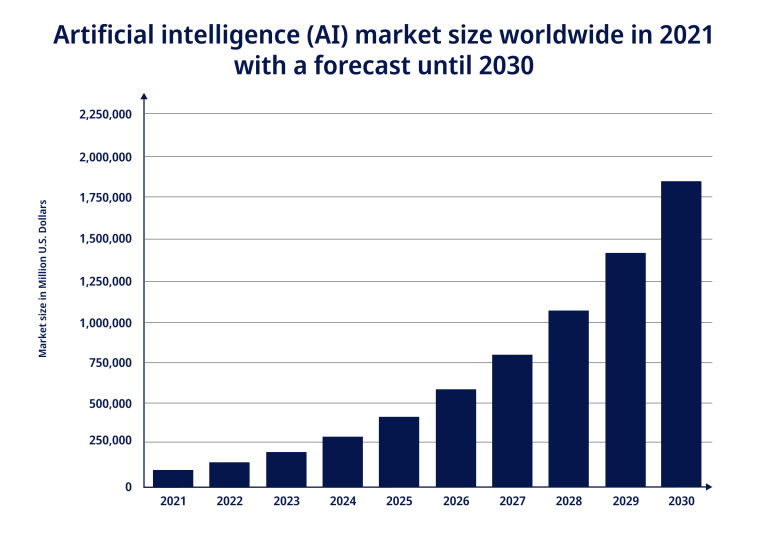 Artificial intelligence (AI) market size worldwide in 2021
with a forecast until 2030
Market size in Million U.S. Dollars
2,250,000
2,000,000
1,750,000
1,500,000
1,250,000
1,000,000
750,000
500,000
250,000
0
2021 2022 2023 2024 2025 2026 2027 2028 2029 2030